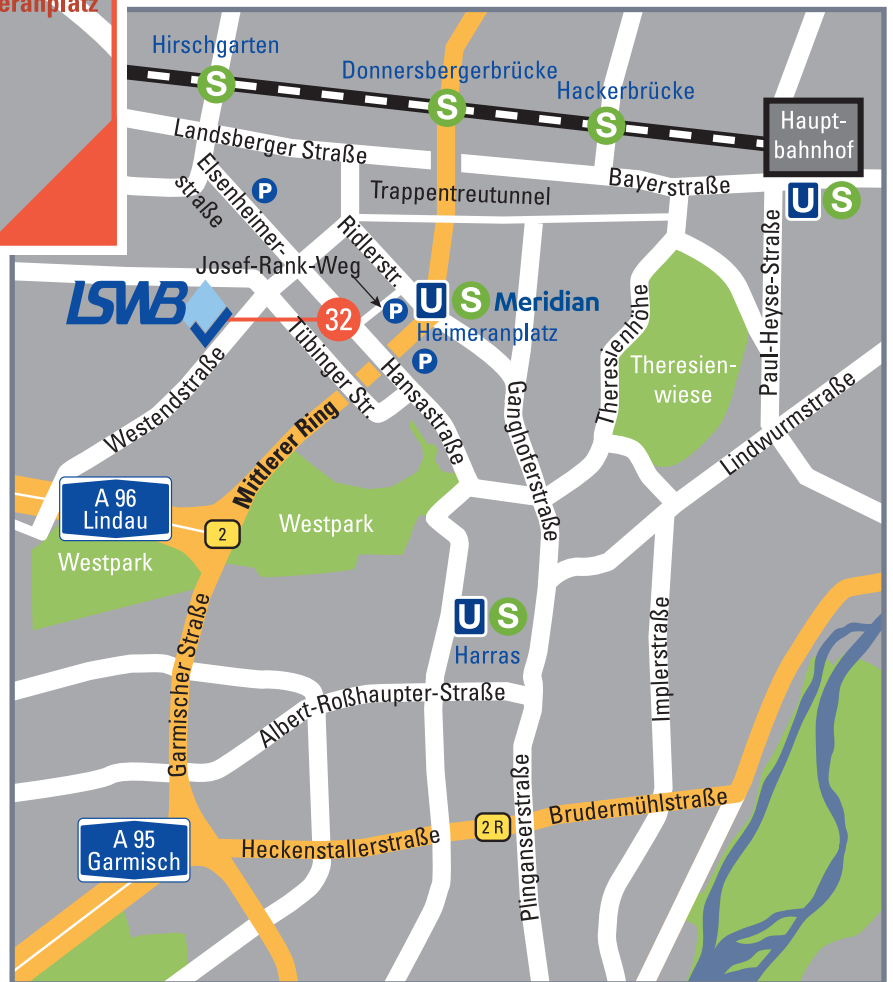 eranplatz
Hirschgarten
S
Donnersbergerbrücke
S
Hackerbrücke
S
Haupt-
bahnhof
U S
Landsberger Straße
Bayerstraße
Elsenheimer-
straße
P
Trappentreutunnel
Ridlerstr.
Josef-Rank-Weg
P
U S Meridian
Heimeranplatz
P
LSWB
32
Tübinger Str.
Hansastraße
Westendstraße
Mittlerer Ring
Ganghoferstraße
Theresienhöhe
Theresien-
wiese
Paul-Heyse-Straße
Lindwurmstraße
A 96
Lindau
2
Westpark
Westpark
U S
Harras
Garmischer Straße
Albert-Roßhaupter-Straße
Implerstraße
Plinganserstraße
A 95
Garmisch
Heckenstallerstraße
2 R
Brudermühlstraße